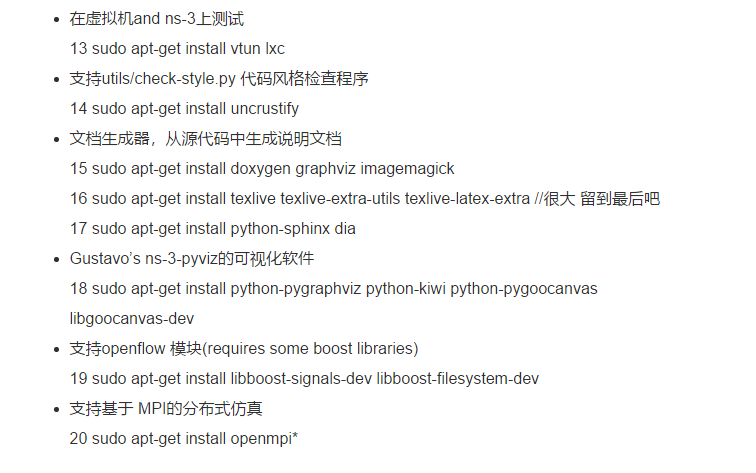 在虚拟机and ns-3上测试
13 sudo apt-get install vtun lxc
支持utils/check-style.py 代码风格检查程序
14 sudo apt-get install uncrustify
文档生成器，从源代码中生成说明文档
15 sudo apt-get install doxygen graphviz imagemagick
16 sudo apt-get install texlive texlive-extra-utils texlive-latex-extra //很大 留到最后吧
17 sudo apt-get install python-sphinx dia
Gustavo’s ns-3-pyviz的可视化软件
18 sudo apt-get install python-pygraphviz python-kiwi python-pygoocanvas
libgoocanvas-dev
支持openflow 模块(requires some boost libraries)
19 sudo apt-get install libboost-signals-dev libboost-filesystem-dev
支持基于 MPI的分布式仿真
20 sudo apt-get install openmpi*